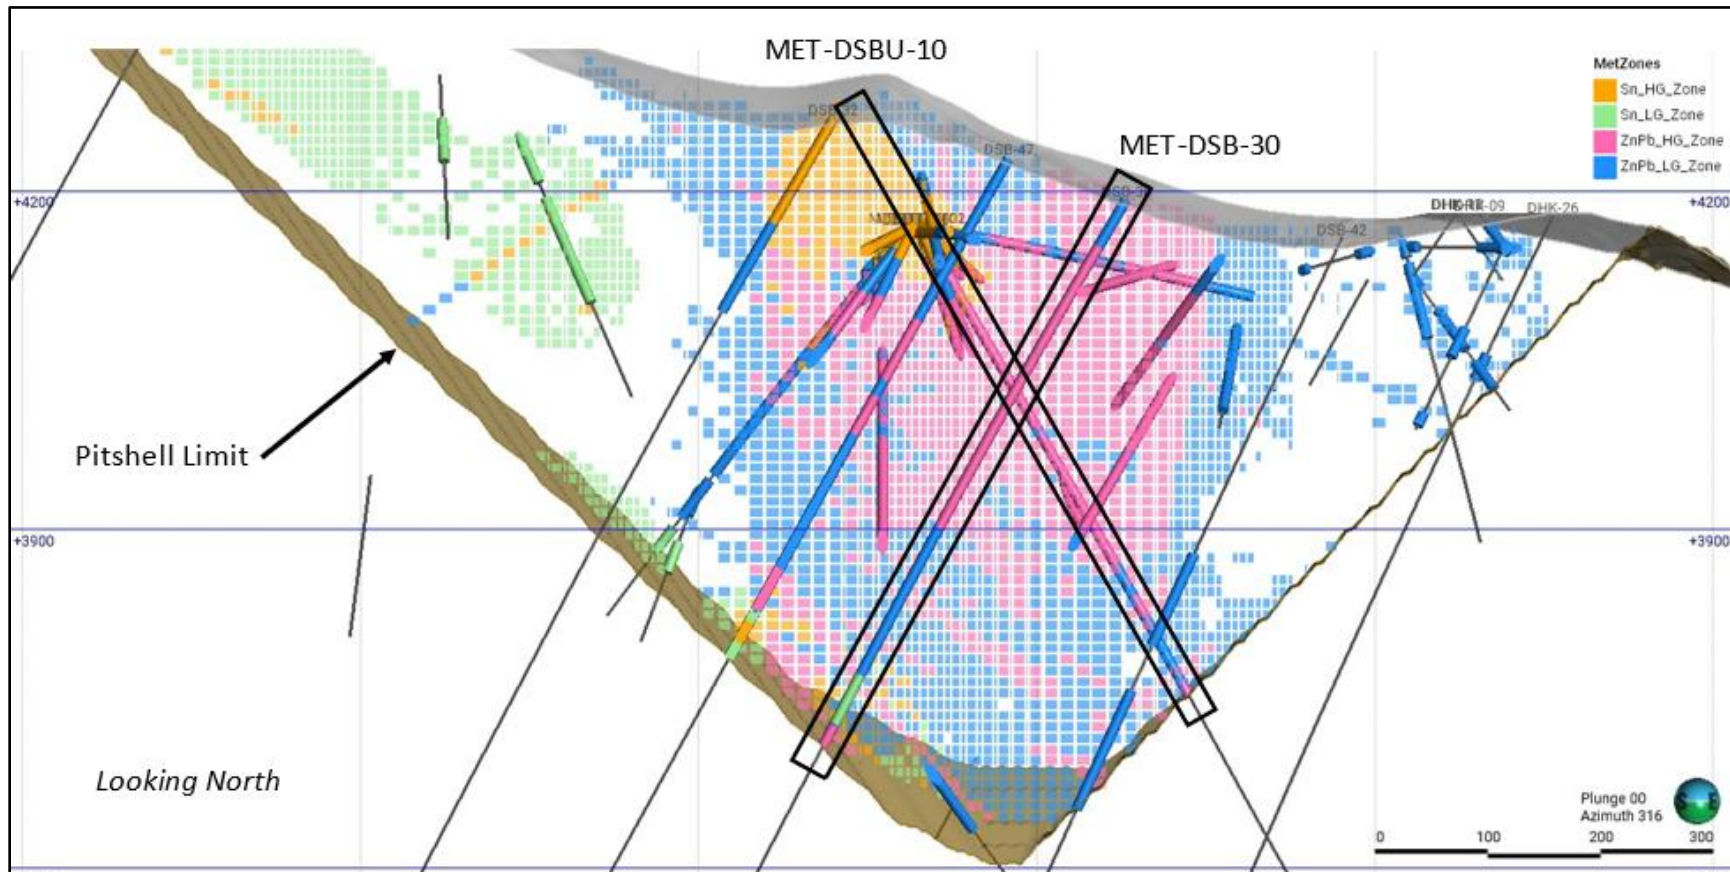 MET-DSBU-10
MetZones
Sn_HG_Zone
Sn_LG_Zone
ZnPb_HG_Zone
ZnPb_LG_Zone
MET-DSB-30
DSB-47
+4200
+4200
DHK-26
DSB-42
Pitshell Limit
+3900
+3900
Looking North
Plunge 00
Azimuth 316
S E
0 100 200 300